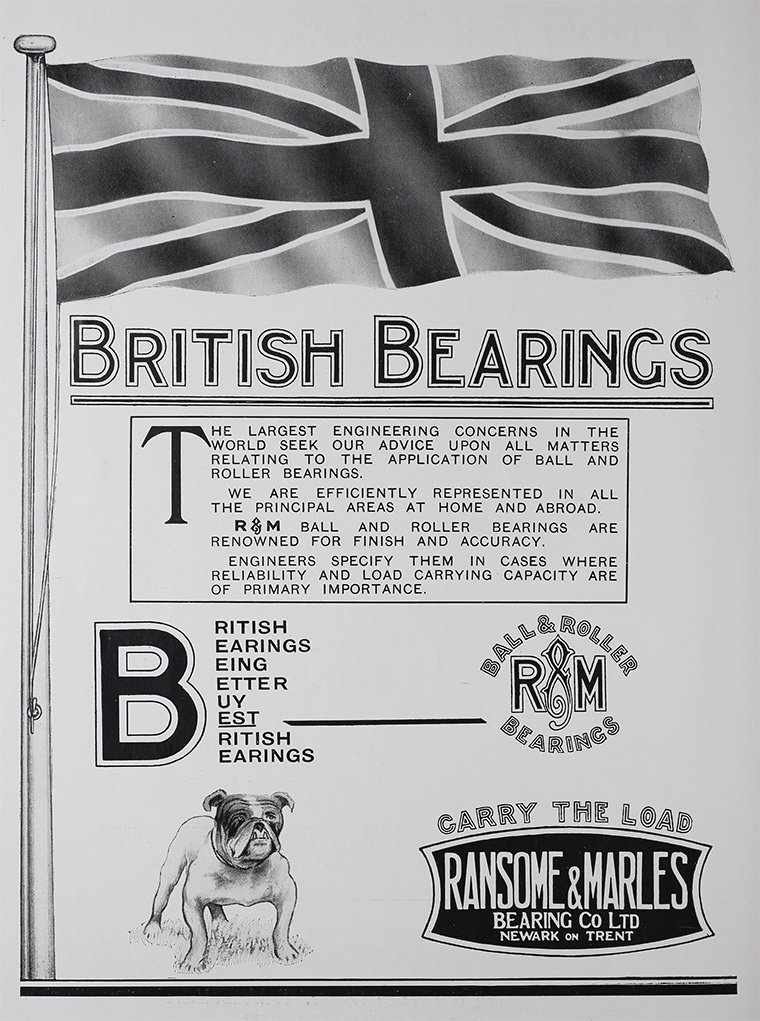 BRITISH BEARINGS
THE LARGEST ENGINEERING CONCERNS IN THE
WORLD SEEK OUR ADVICE UPON ALL MATTERS
RELATING TO THE APPLICATION OF BALL AND
ROLLER BEARINGS.
WE ARE EFFICIENTLY REPRESENTED IN ALL
THE PRINCIPAL AREAS AT HOME AND ABROAD.
R&M BALL AND ROLLER BEARINGS ARE
RENOWNED FOR FINISH AND ACCURACY.
ENGINEERS SPECIFY THEM IN CASES WHERE
RELIABILITY AND LOAD CARRYING CAPACITY ARE
OF PRIMARY IMPORTANCE.
B
RITISH
EARINGS
EING
ETTER
UY
EST
RITISH
EARINGS
BALL & ROLLER
R&M
BEARINGS
CARRY THE LOAD
RANSOME & MARLES
BEARING CO LTD
NEWARK ON TRENT